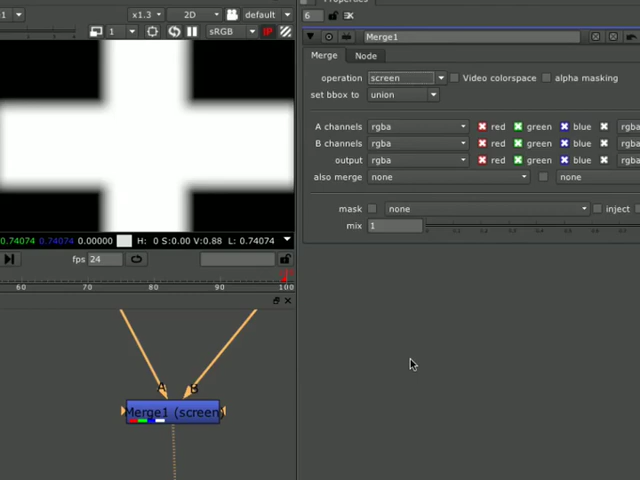 Properties
x1.3 2D default
6
1 sRGB IP
Merge1
Merge Node
operation screen Video colorspace alpha masking
set bbox to union
A channels rgba red green blue rgba
B channels rgba red green blue rgba
output rgba red green blue rgba
also merge none none
mask none inject
mix 1
0.74074 0.74074 0.00000 H: 0 S:0.00 V:0.88 L: 0.74074
fps 24
60 70 80 90 100
A B
Merge1 (screen)